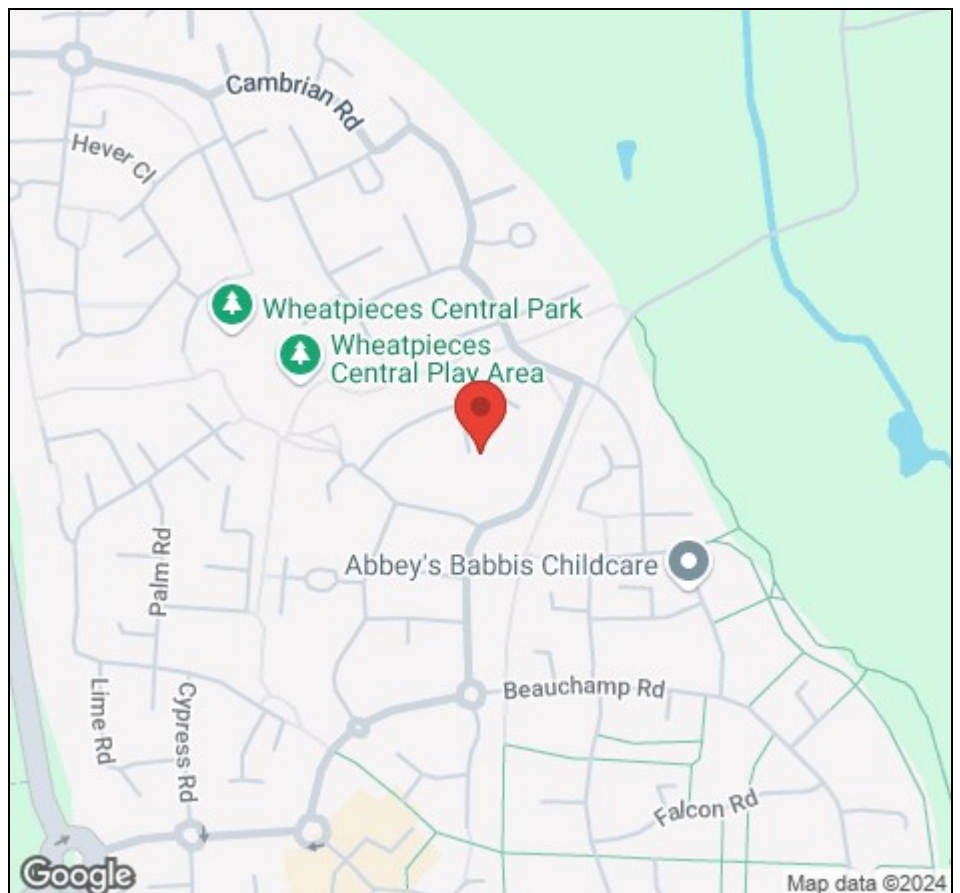 Cambrian Rd
Hever Cl
Wheatpieces Central Park
Wheatpieces
Central Play Area
Abbey's Babbis Childcare
Palm Rd
Lime Rd
Cypress Rd
Beauchamp Rd
Falcon Rd
Google
Map data ©2024